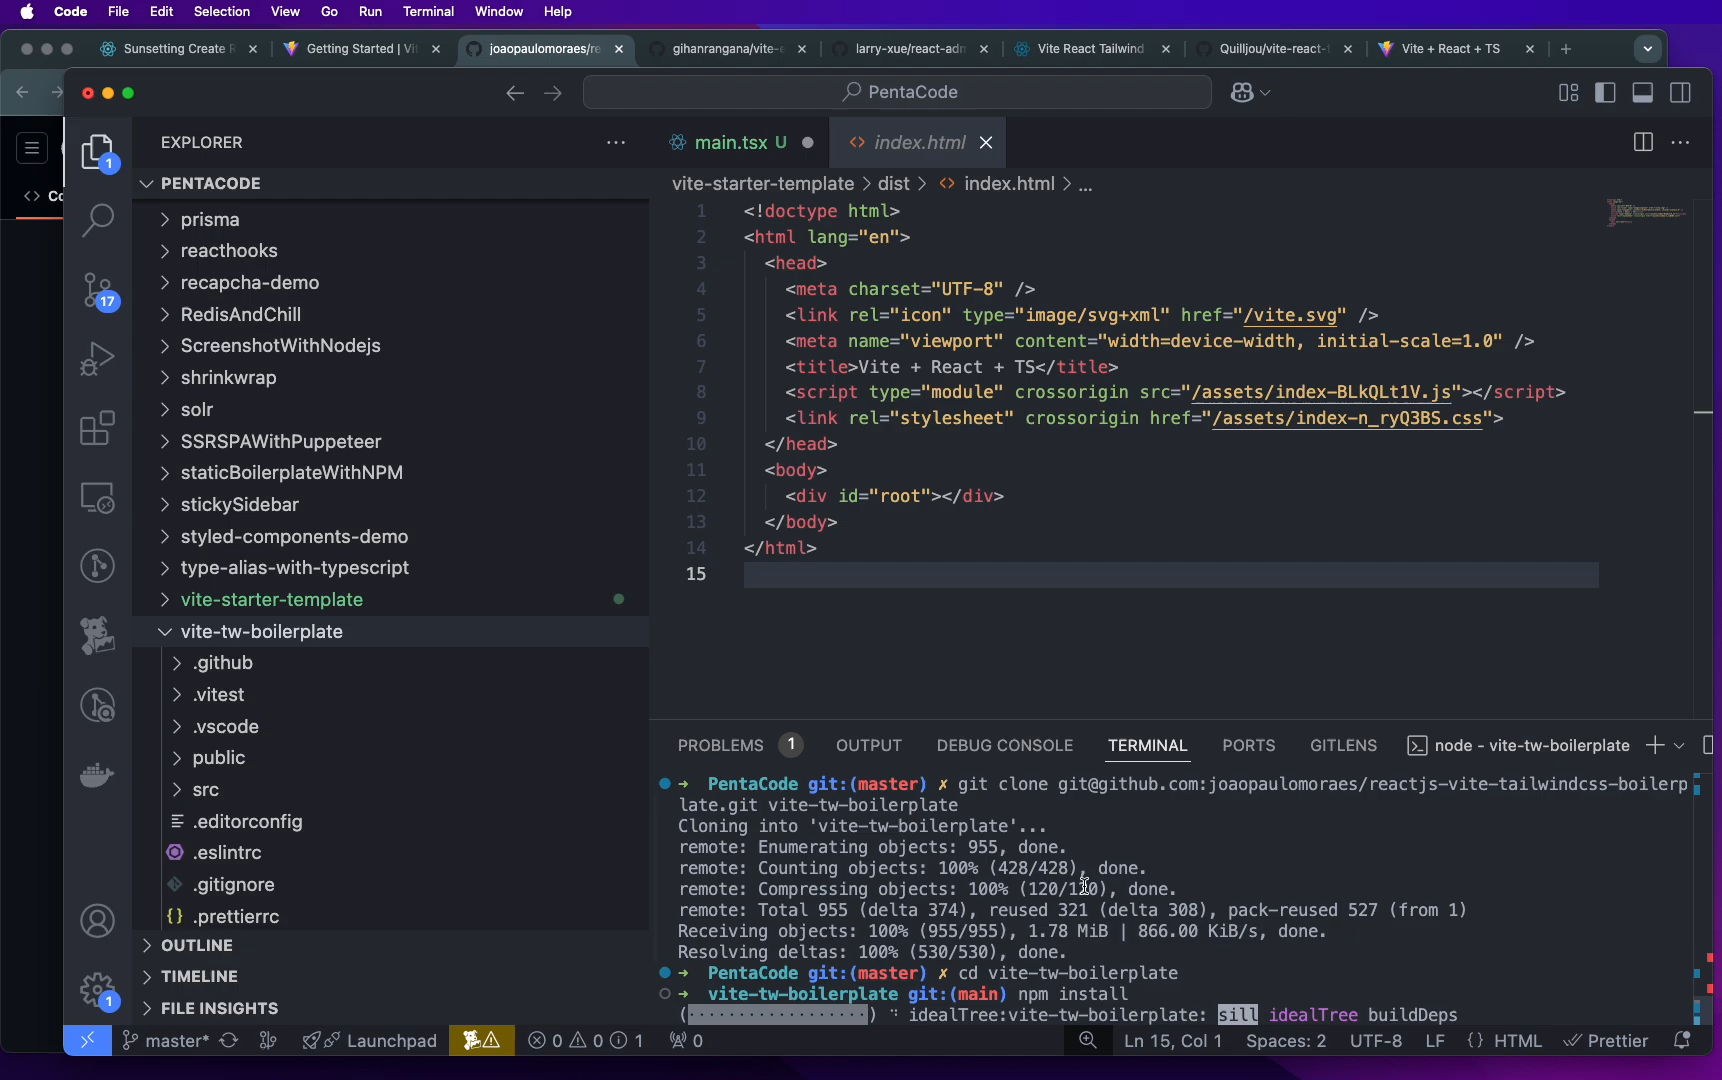 Code File Edit Selection View Go Run Terminal Window Help
Sunsetting Create R
Getting Started | Vit
joaopaulomoraes/re
gihanrangana/vite-
larry-xue/react-adm
Vite React Tailwind
Quilljou/vite-react-
Vite + React + TS
PentaCode
Co
1
17
1
EXPLORER
PENTACODE
prisma
reacthooks
recapcha-demo
RedisAndChill
ScreenshotWithNodejs
shrinkwrap
solr
SSRSPAWithPuppeteer
staticBoilerplateWithNPM
stickySidebar
styled-components-demo
type-alias-with-typescript
vite-starter-template
vite-tw-boilerplate
.github
.vitest
.vscode
public
src
.editorconfig
.eslintrc
.gitignore
.prettierrc
OUTLINE
TIMELINE
FILE INSIGHTS
main.tsx U
index.html
vite-starter-template > dist > <> index.html > ...
1 <!doctype html>
2 <html lang="en">
3 <head>
4 <meta charset="UTF-8" />
5 <link rel="icon" type="image/svg+xml" href="/vite.svg" />
6 <meta name="viewport" content="width=device-width, initial-scale=1.0" />
7 <title>Vite + React + TS</title>
8 <script type="module" crossorigin src="/assets/index-BLkQLt1V.js"></script>
9 <link rel="stylesheet" crossorigin href="/assets/index-n_ryQ3BS.css">
10 </head>
11 <body>
12 <div id="root"></div>
13 </body>
14 </html>
15
PROBLEMS 1 OUTPUT DEBUG CONSOLE TERMINAL PORTS GITLENS node - vite-tw-boilerplate
→ PentaCode git:(master) ✗ git clone git@github.com:joaopaulomoraes/reactjs-vite-tailwindcss-boilerp
late.git vite-tw-boilerplate
Cloning into 'vite-tw-boilerplate'...
remote: Enumerating objects: 955, done.
remote: Counting objects: 100% (428/428), done.
remote: Compressing objects: 100% (120/120), done.
remote: Total 955 (delta 374), reused 321 (delta 308), pack-reused 527 (from 1)
Receiving objects: 100% (955/955), 1.78 MiB | 866.00 KiB/s, done.
Resolving deltas: 100% (530/530), done.
→ PentaCode git:(master) ✗ cd vite-tw-boilerplate
→ vite-tw-boilerplate git:(main) npm install
(··················) ⠙ idealTree:vite-tw-boilerplate: sill idealTree buildDeps
master* Launchpad 0 0 1 0 Ln 15, Col 1 Spaces: 2 UTF-8 LF {} HTML Prettier